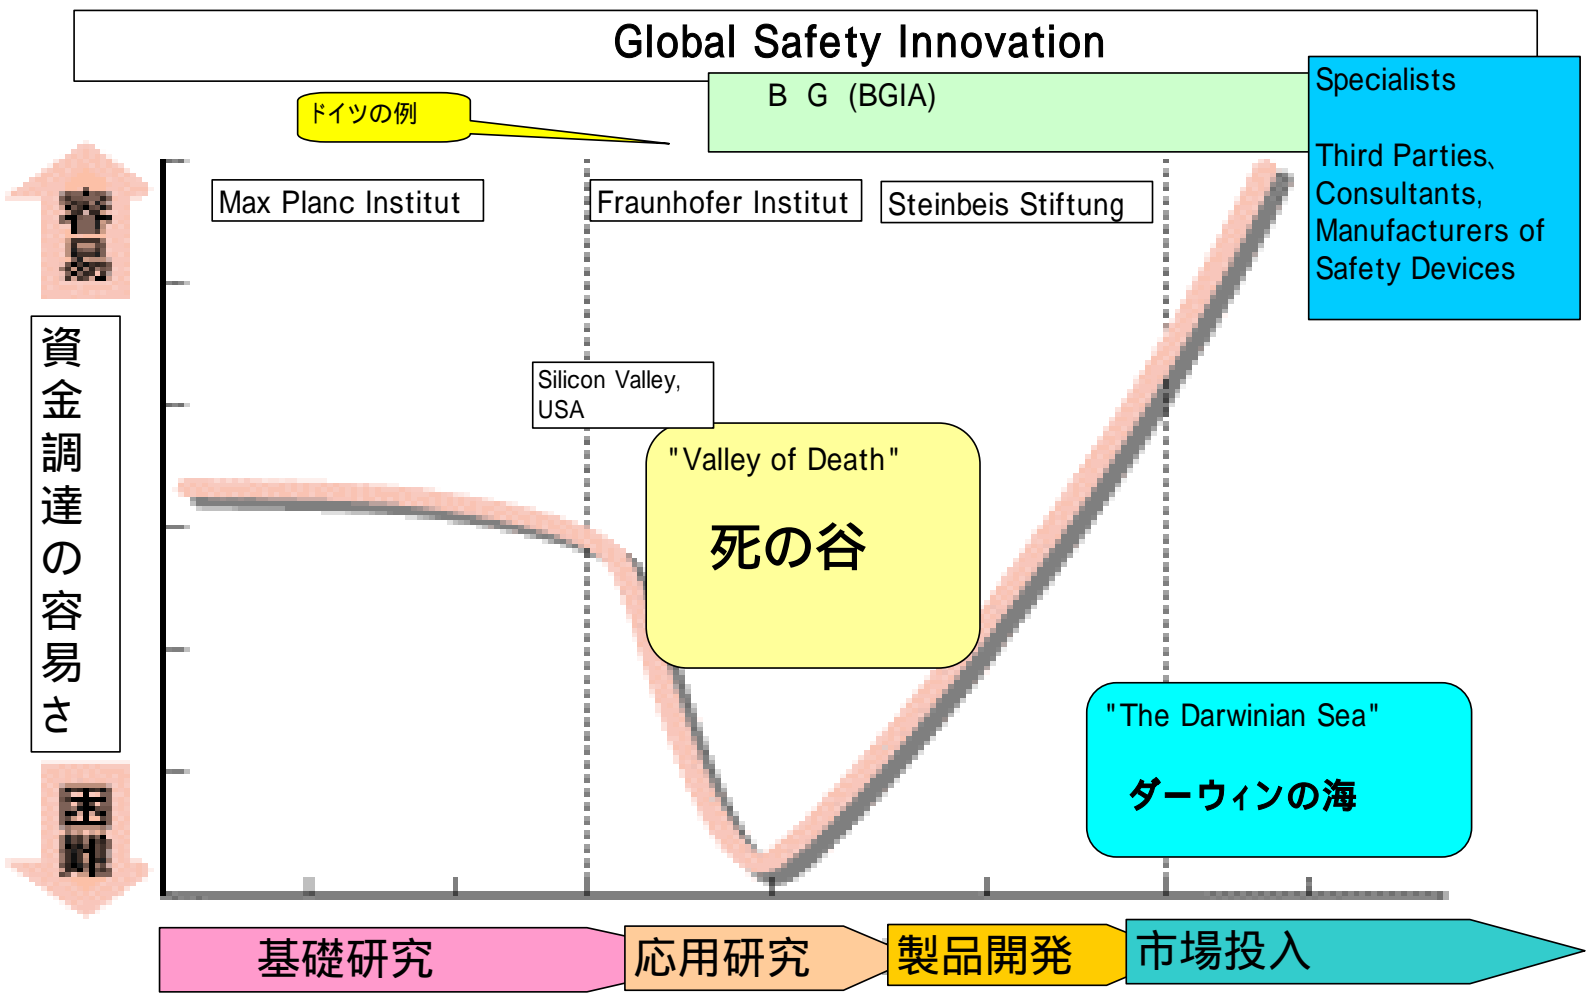 Global Safety Innovation
B G (BGIA)
Specialists
Third Parties、
Consultants,
Manufacturers of
Safety Devices
ドイツの例
容易
Max Planc Institut
Fraunhofer Institut
Steinbeis Stiftung
資金調達の容易さ
Silicon Valley,
USA
"Valley of Death"
死の谷
"The Darwinian Sea"
ダーウィンの海
困難
基礎研究
応用研究
製品開発
市場投入